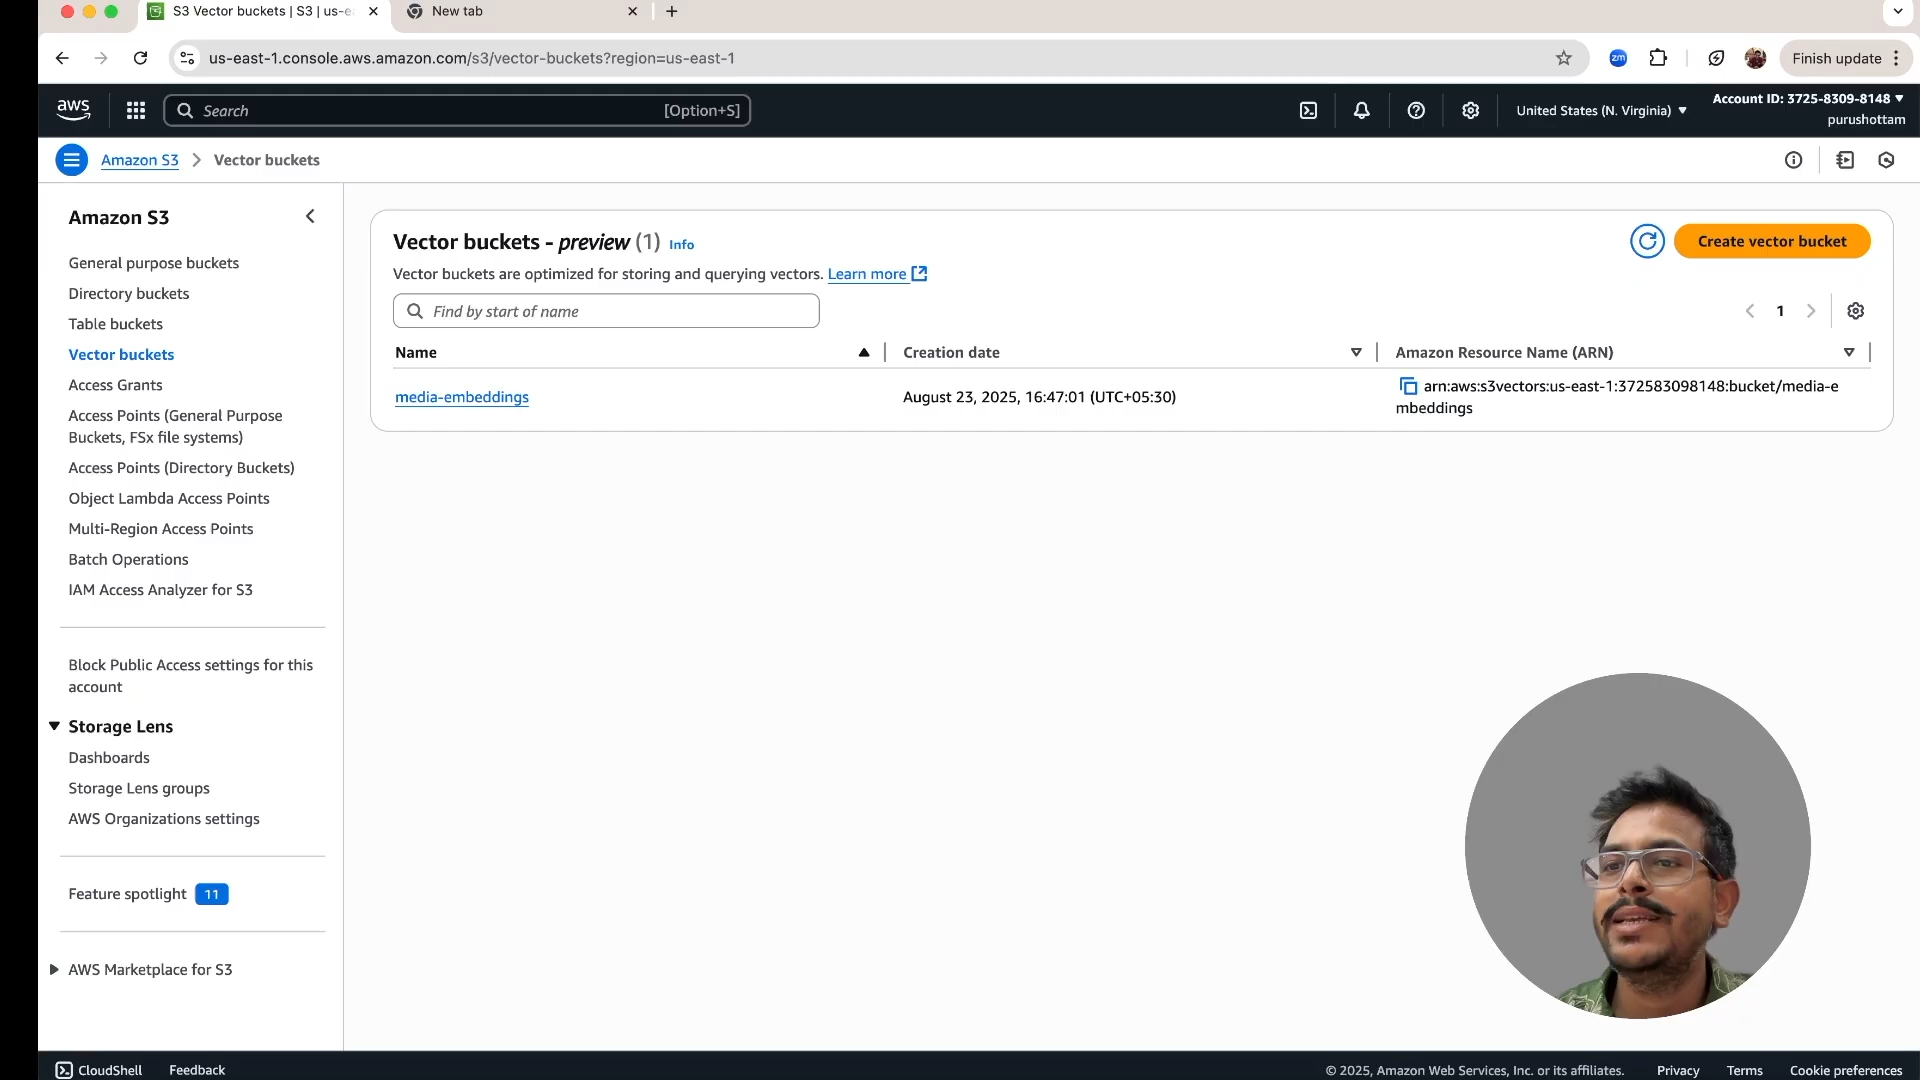 S3 Vector buckets | S3 | us-e
New tab
us-east-1.console.aws.amazon.com/s3/vector-buckets?region=us-east-1
zm
Finish update
aws
Search
[Option+S]
United States (N. Virginia)
Account ID: 3725-8309-8148
purushottam
Amazon S3
Vector buckets
Amazon S3
General purpose buckets
Directory buckets
Table buckets
Vector buckets
Access Grants
Access Points (General Purpose
Buckets, FSx file systems)
Access Points (Directory Buckets)
Object Lambda Access Points
Multi-Region Access Points
Batch Operations
IAM Access Analyzer for S3
Block Public Access settings for this
account
Storage Lens
Dashboards
Storage Lens groups
AWS Organizations settings
Feature spotlight 11
AWS Marketplace for S3
Vector buckets - preview (1) Info
Create vector bucket
Vector buckets are optimized for storing and querying vectors. Learn more
Find by start of name
1
Name
Creation date
Amazon Resource Name (ARN)
media-embeddings
August 23, 2025, 16:47:01 (UTC+05:30)
arn:aws:s3vectors:us-east-1:372583098148:bucket/media-e
mbeddings
CloudShell
Feedback
© 2025, Amazon Web Services, Inc. or its affiliates.
Privacy
Terms
Cookie preferences